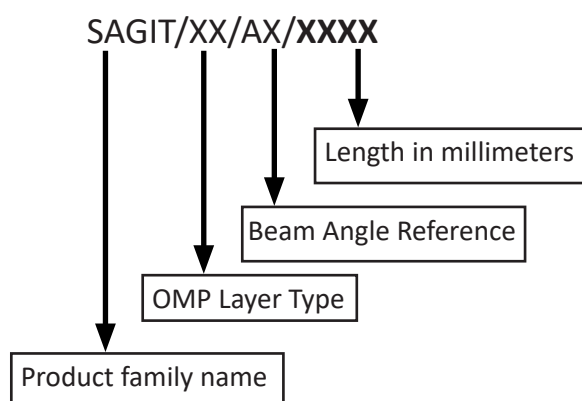 SAGIT/XX/AX/XXXX
Length in millimeters
Beam Angle Reference
OMP Layer Type
Product family name